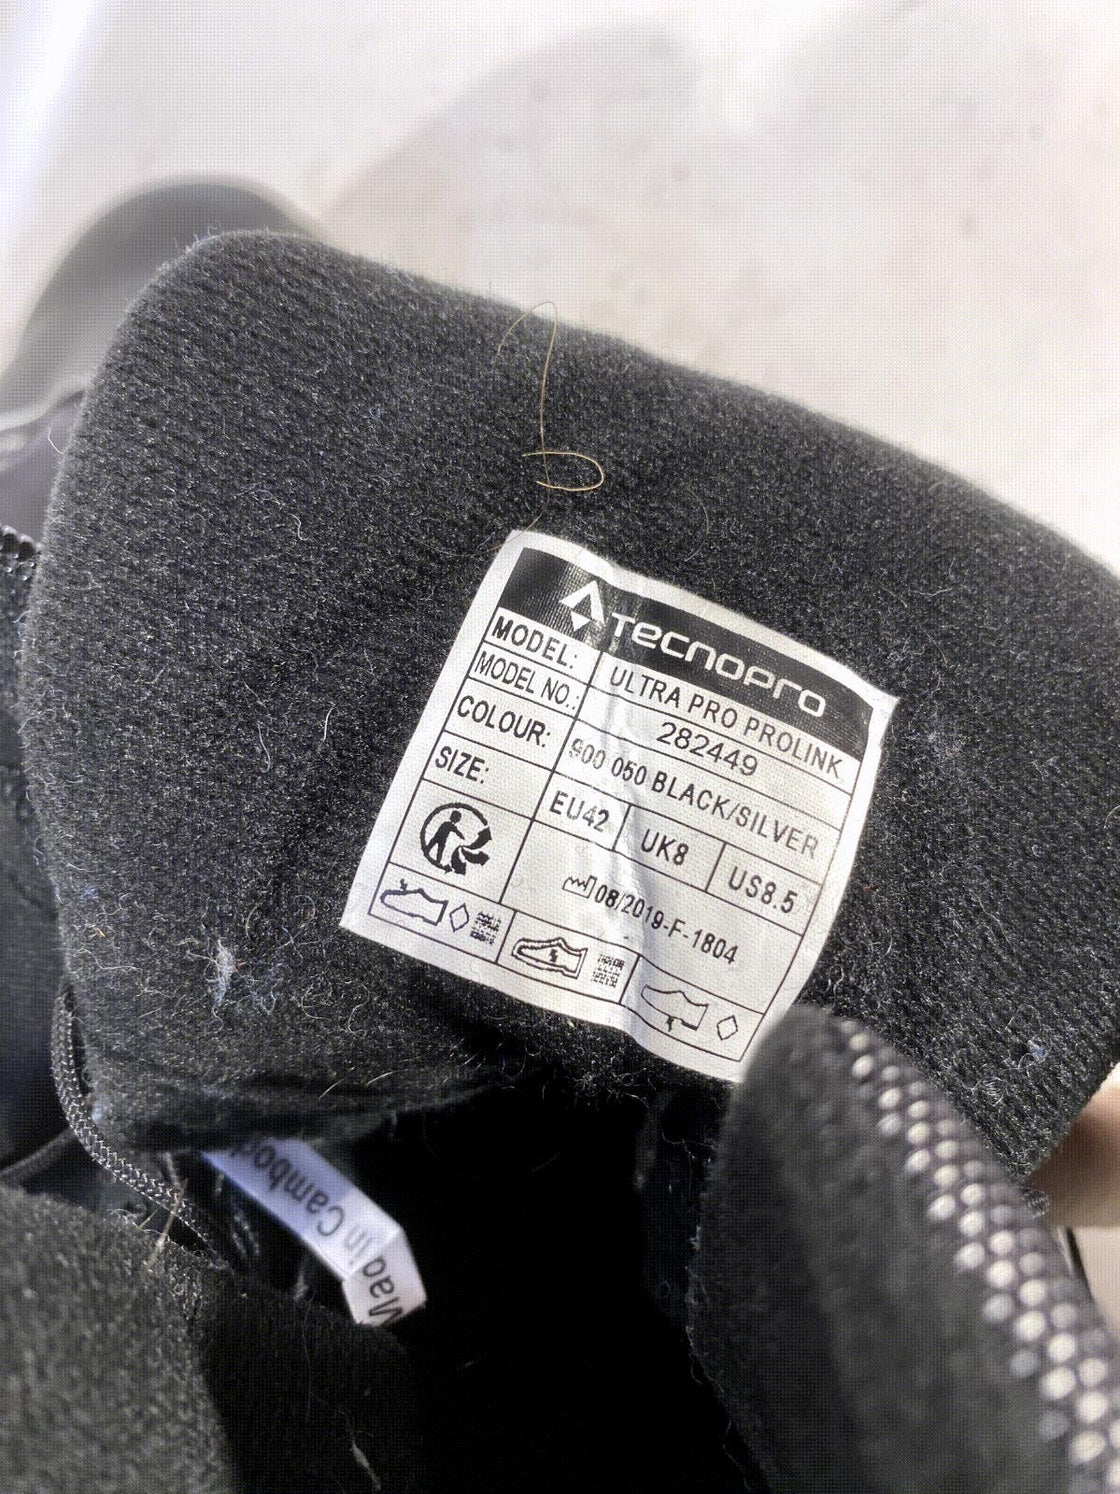 TECNOPRO
MODEL: ULTRA PRO PROLINK
MODEL NO.: 282449
COLOUR: 900 050 BLACK/SILVER
SIZE: EU42 UK8 US8.5
08/2019-F-1804
Made in Cambod